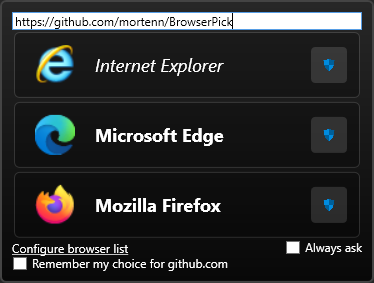 https://github.com/mortenn/BrowserPick
Internet Explorer
Microsoft Edge
Mozilla Firefox
Configure browser list
Always ask
Remember my choice for github.com